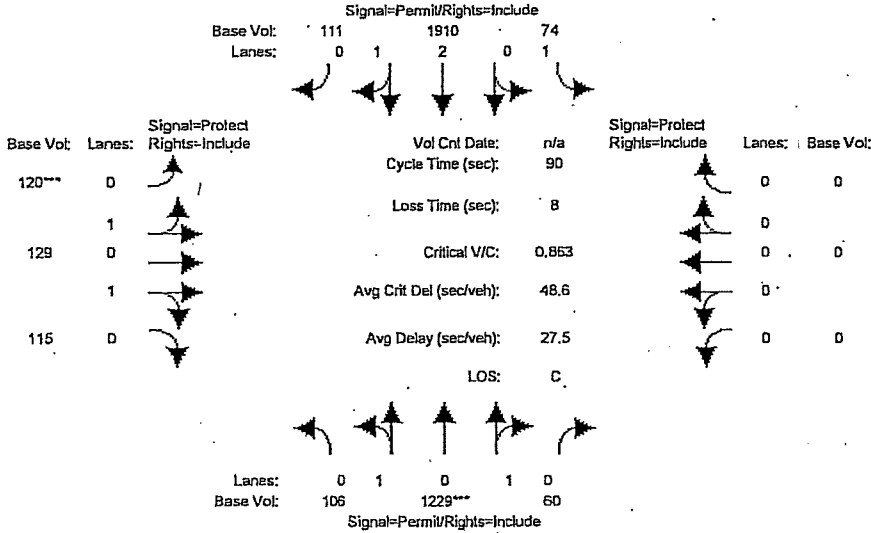 Signal=Permit/Rights=Include
Base Vol: 111 1910 74
Lanes: 0 1 2 0 1
Signal=Protect
Base Vol: Lanes: Rights=Include
Vol Cnt Date: n/a
Signal=Protect
Rights=Include Lanes: Base Vol:
Cycle Time (sec): 90
120*** 0
0 0
Loss Time (sec): 8
1
0
129 0
Critical V/C: 0.863
0 0
1
Avg Crit Del (sec/veh): 48.6
0
115 0
Avg Delay (sec/veh): 27.5
0 0
LOS: C
Lanes: 0 1 0 1 0
Base Vol: 106 1229*** 60
Signal=Permit/Rights=Include